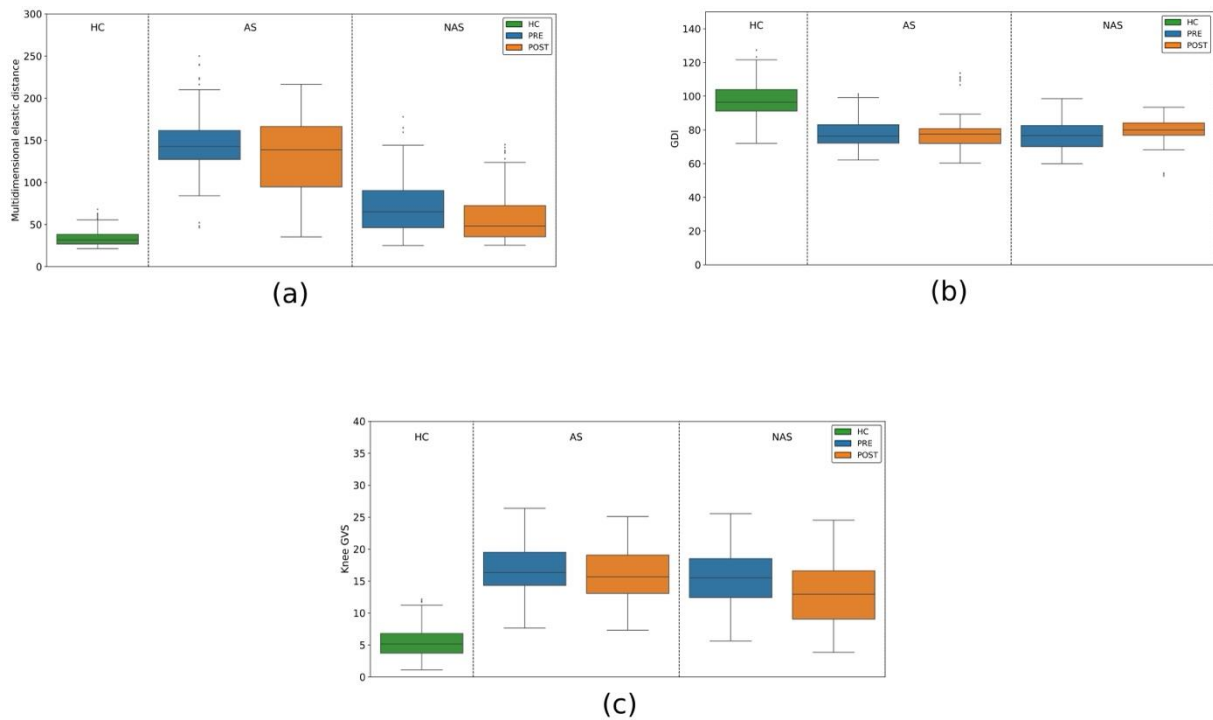 HC AS NAS
HC
PRE
POST
Multidimensional elastic distance
300
250
200
150
100
50
0
(a)
HC AS NAS
HC
PRE
POST
GDI
140
120
100
80
60
40
20
0
(b)
HC AS NAS
HC
PRE
POST
Knee GVS
40
35
30
25
20
15
10
5
0
(c)